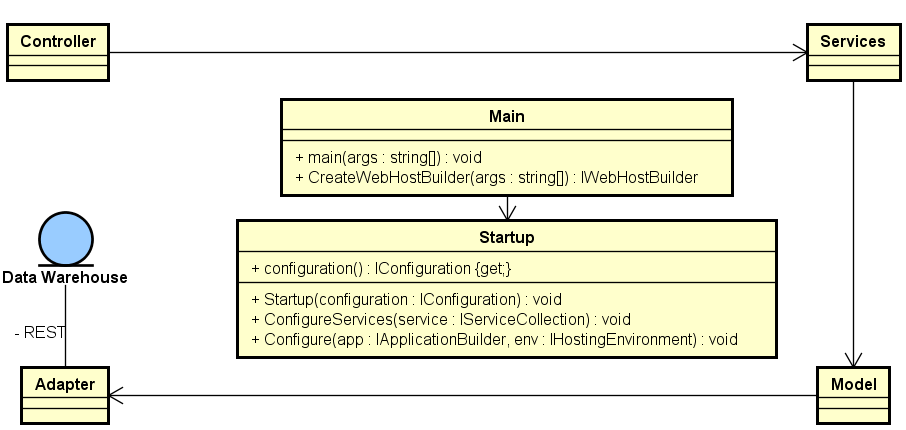 Controller
Services
Main
+ main(args : string[]) : void
+ CreateWebHostBuilder(args : string[]) : IWebHostBuilder
Startup
+ configuration() : IConfiguration {get;}
+ Startup(configuration : IConfiguration) : void
+ ConfigureServices(service : IServiceCollection) : void
+ Configure(app : IApplicationBuilder, env : IHostingEnvironment) : void
Data Warehouse
- REST
Adapter
Model